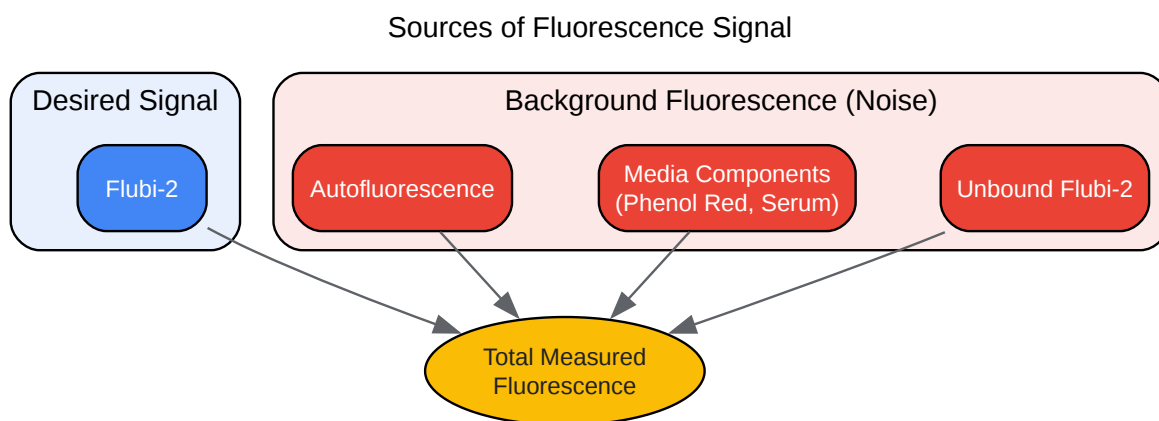 Sources of Fluorescence Signal
Desired Signal
Background Fluorescence (Noise)
Flubi-2
Autofluorescence
Media Components
(Phenol Red, Serum)
Unbound Flubi-2
Total Measured
Fluorescence